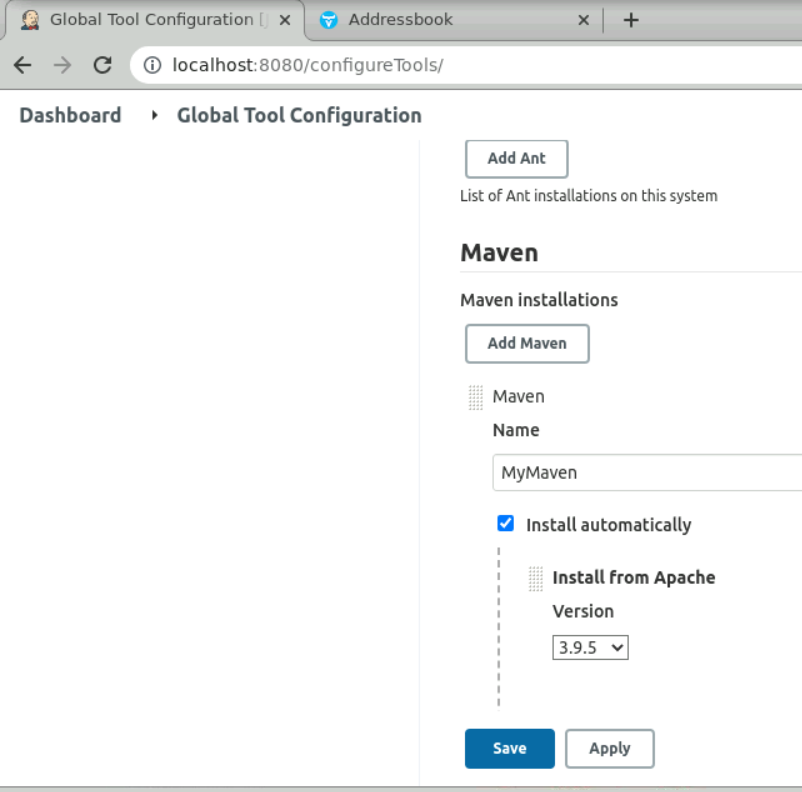 Global Tool Configuration [
Addressbook
localhost:8080/configureTools/
Dashboard Global Tool Configuration
Add Ant
List of Ant installations on this system
Maven
Maven installations
Add Maven
Maven
Name
MyMaven
Install automatically
Install from Apache
Version
3.9.5
Save Apply